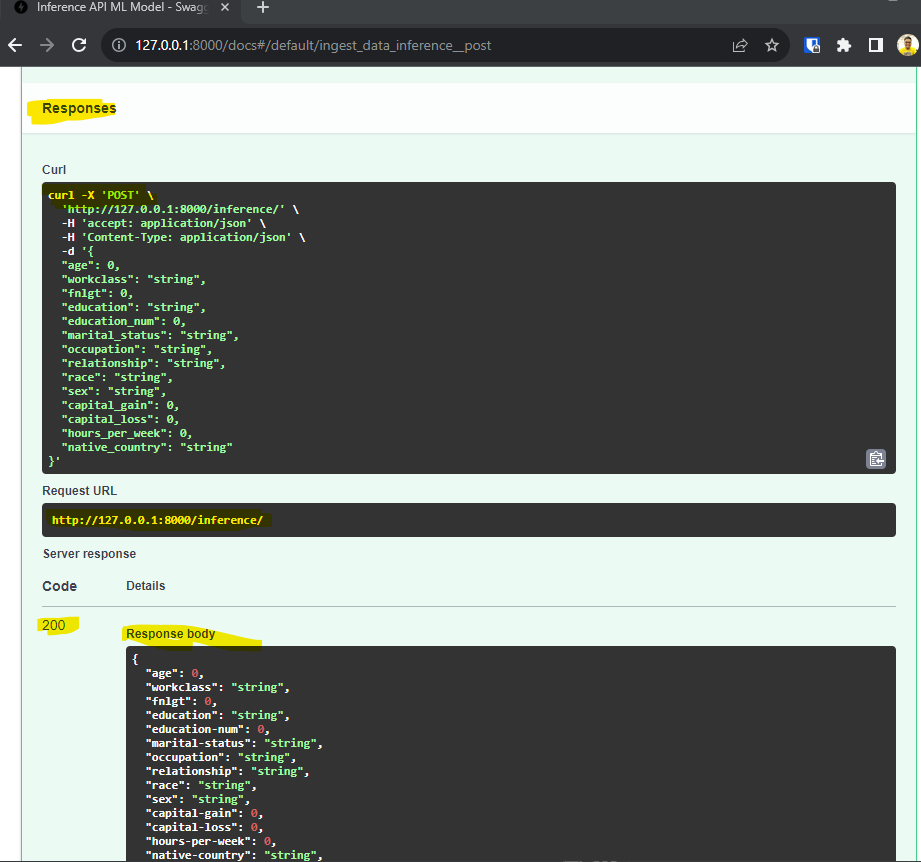 Inference API ML Model - Swagg
127.0.0.1:8000/docs#/default/ingest_data_inference__post
Responses
Curl
curl -X 'POST' \
'http://127.0.0.1:8000/inference/' \
-H 'accept: application/json' \
-H 'Content-Type: application/json' \
-d '{
"age": 0,
"workclass": "string",
"fnlgt": 0,
"education": "string",
"education_num": 0,
"marital_status": "string",
"occupation": "string",
"relationship": "string",
"race": "string",
"sex": "string",
"capital_gain": 0,
"capital_loss": 0,
"hours_per_week": 0,
"native_country": "string"
}'
Request URL
http://127.0.0.1:8000/inference/
Server response
Code Details
200
Response body
{
"age": 0,
"workclass": "string",
"fnlgt": 0,
"education": "string",
"education-num": 0,
"marital-status": "string",
"occupation": "string",
"relationship": "string",
"race": "string",
"sex": "string",
"capital-gain": 0,
"capital-loss": 0,
"hours-per-week": 0,
"native-country": "string",